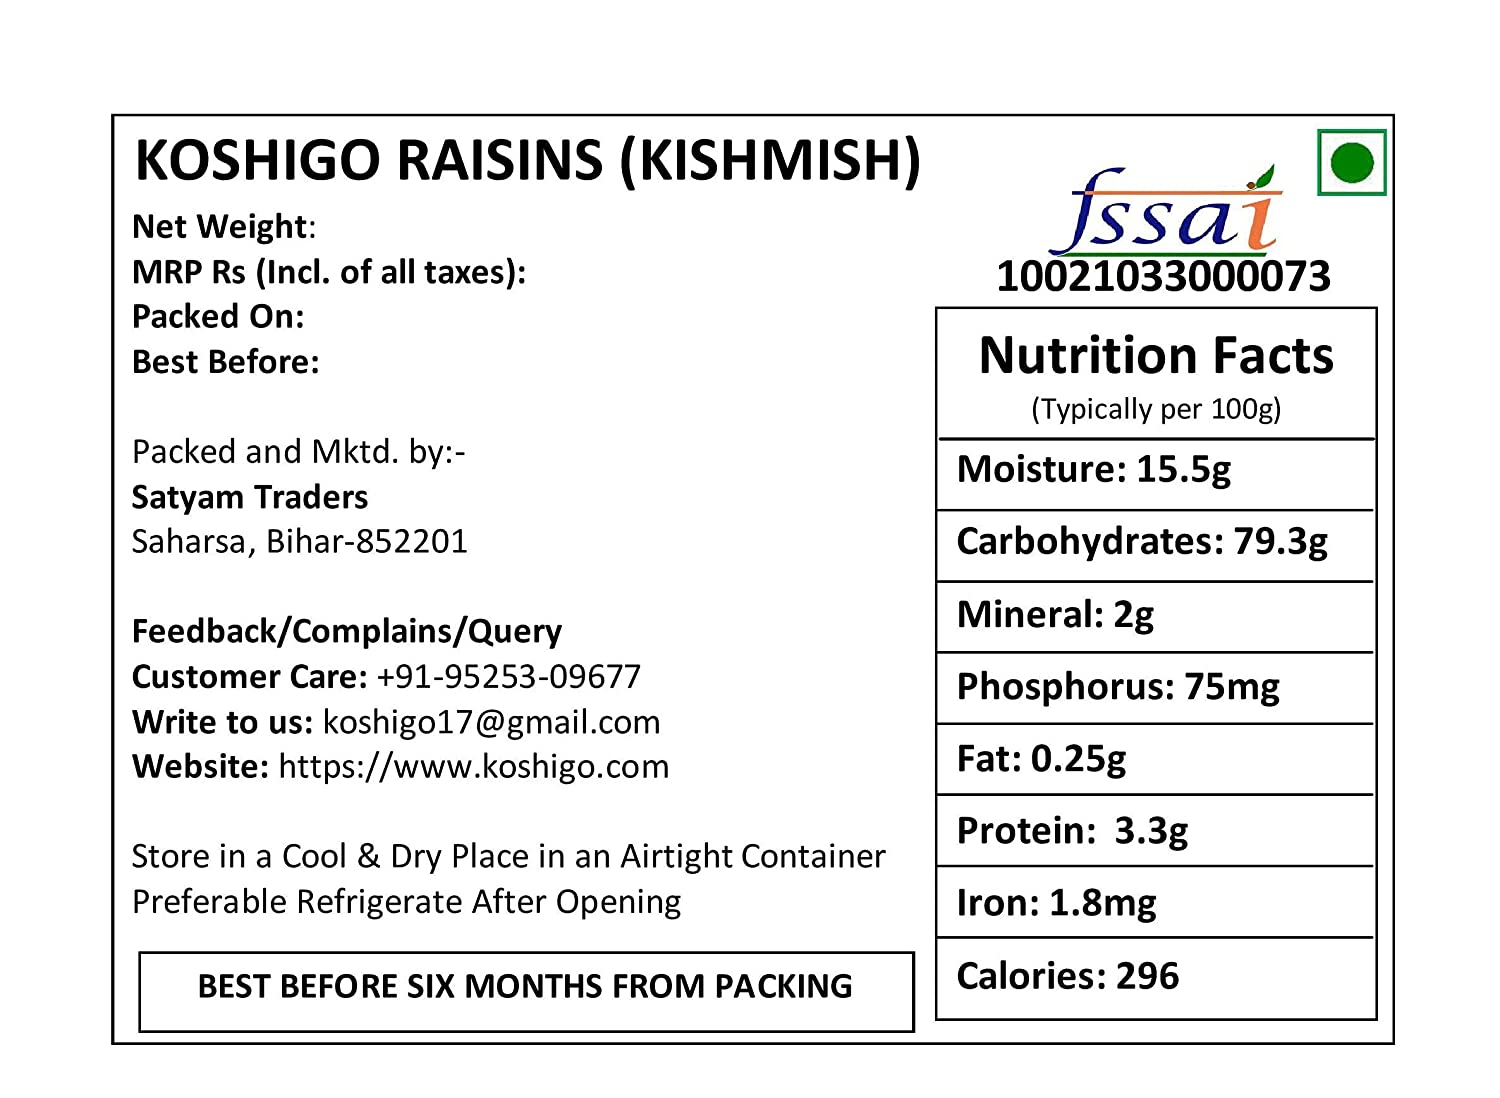 KOSHIGO RAISINS (KISHMISH)
Net Weight:
MRP Rs (Incl. of all taxes):
Packed On:
Best Before:
Packed and Mktd. by:-
Satyam Traders
Saharsa, Bihar-852201
Feedback/Complains/Query
Customer Care: +91-95253-09677
Write to us: koshigo17@gmail.com
Website: https://www.koshigo.com
Store in a Cool & Dry Place in an Airtight Container
Preferable Refrigerate After Opening
BEST BEFORE SIX MONTHS FROM PACKING
fssai
10021033000073
Nutrition Facts
(Typically per 100g)
Moisture: 15.5g
Carbohydrates: 79.3g
Mineral: 2g
Phosphorus: 75mg
Fat: 0.25g
Protein:  3.3g
Iron: 1.8mg
Calories: 296